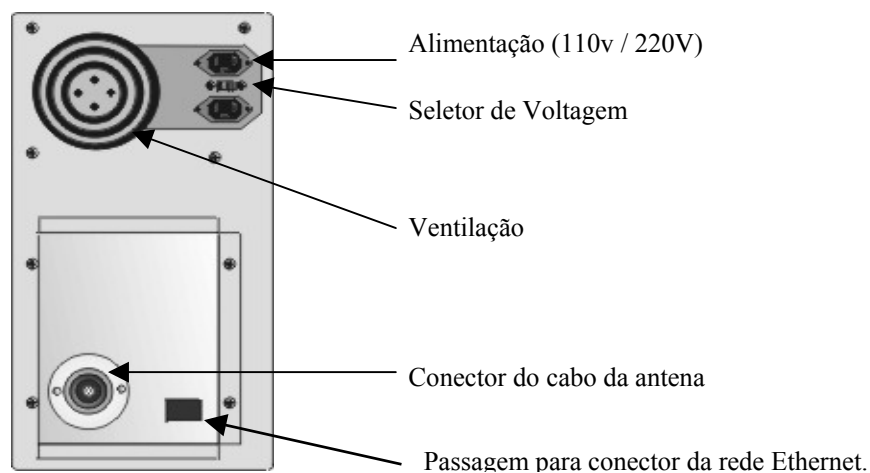 Alimentação (110v / 220V)
Seletor de Voltagem
Ventilação
Conector do cabo da antena
Passagem para conector da rede Ethernet.